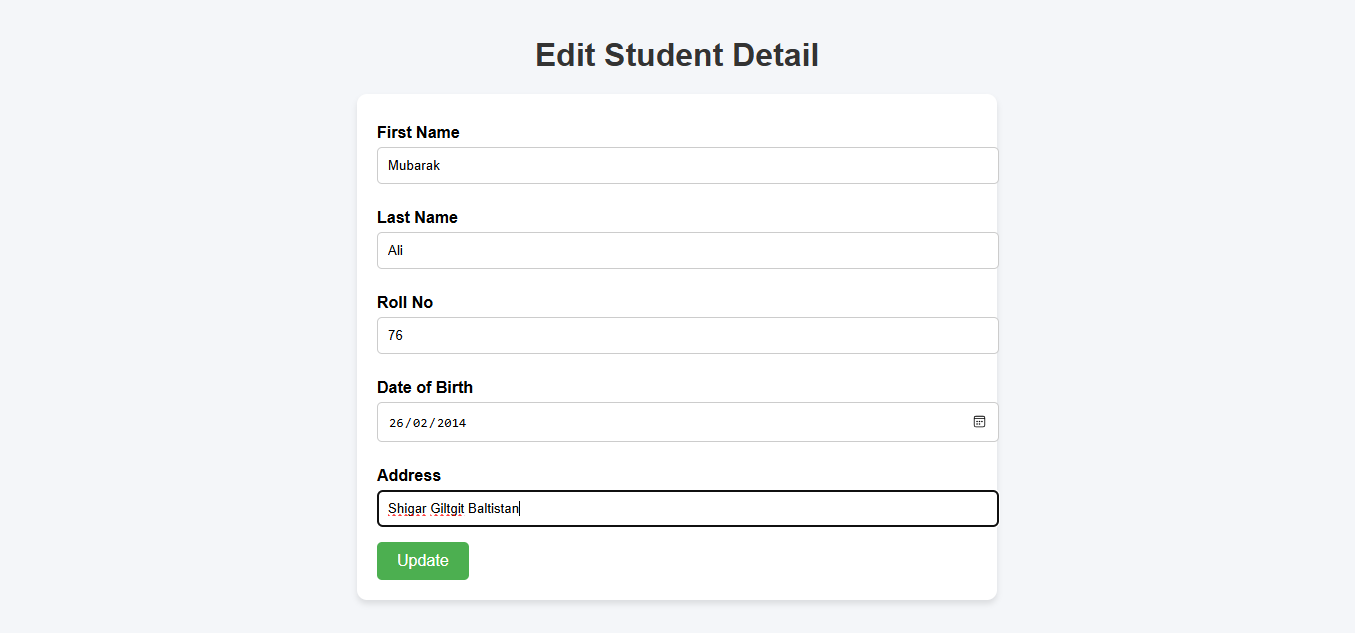 Edit Student Detail
First Name
Mubarak
Last Name
Ali
Roll No
76
Date of Birth
26/02/2014
Address
Shigar Giltgit Baltistan
Update